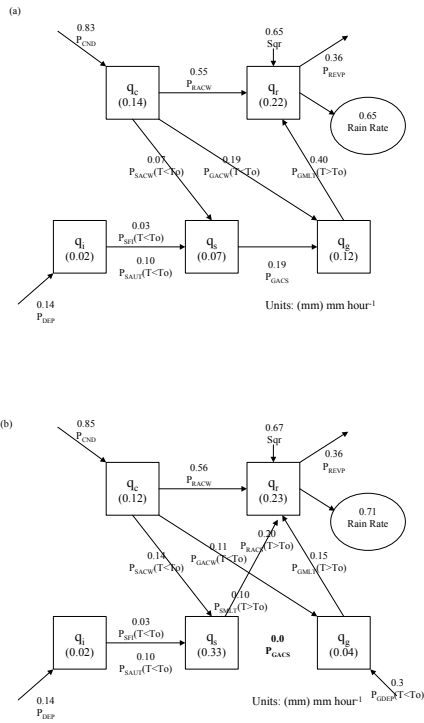 (a)
0.83
P_CND
0.65
Sqr
0.36
P_REVP
q_c
(0.14)
0.55
P_RACW
q_r
(0.22)
0.65
Rain Rate
0.07
P_SACW(T<To)
0.19
P_GACW(T<To)
0.40
P_GMLT(T>To)
q_i
(0.02)
0.03
P_SFI(T<To)
0.10
P_SAUT(T<To)
q_s
(0.07)
0.19
P_GACS
q_g
(0.12)
0.14
P_DEP
Units: (mm) mm hour⁻¹
(b)
0.85
P_CND
0.67
Sqr
0.36
P_REVP
q_c
(0.12)
0.56
P_RACW
q_r
(0.23)
0.71
Rain Rate
0.14
P_SACW(T<To)
0.11
P_GACW(T<To)
0.20
P_RACS(T>To)
0.15
P_GMLT(T>To)
0.10
P_SMLT(T>To)
q_i
(0.02)
0.03
P_SFI(T<To)
0.10
P_SAUT(T<To)
q_s
(0.33)
0.0
P_GACS
q_g
(0.04)
0.14
P_DEP
0.3
P_GDEP(T<To)
Units: (mm) mm hour⁻¹